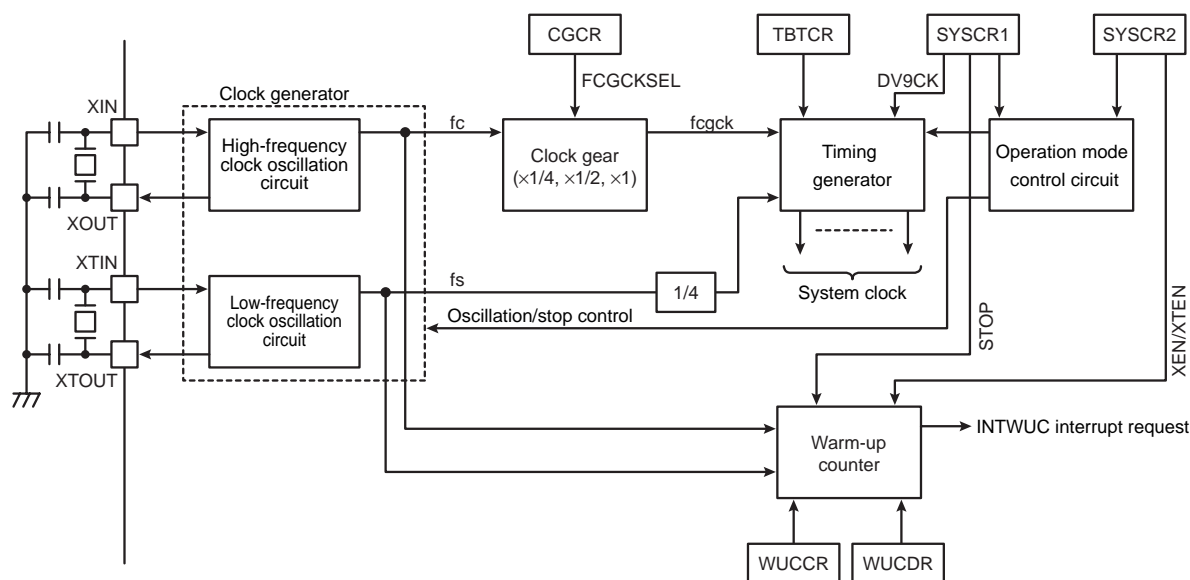 CGCR
TBTCR
SYSCR1
SYSCR2
FCGCKSEL
DV9CK
XIN
Clock generator
High-frequency
clock oscillation
circuit
fc
Clock gear
(×1/4, ×1/2, ×1)
fcgck
Timing
generator
Operation mode
control circuit
XOUT
XTIN
Low-frequency
clock oscillation
circuit
fs
1/4
System clock
Oscillation/stop control
STOP
XEN/XTEN
XTOUT
Warm-up
counter
INTWUC interrupt request
WUCCR
WUCDR